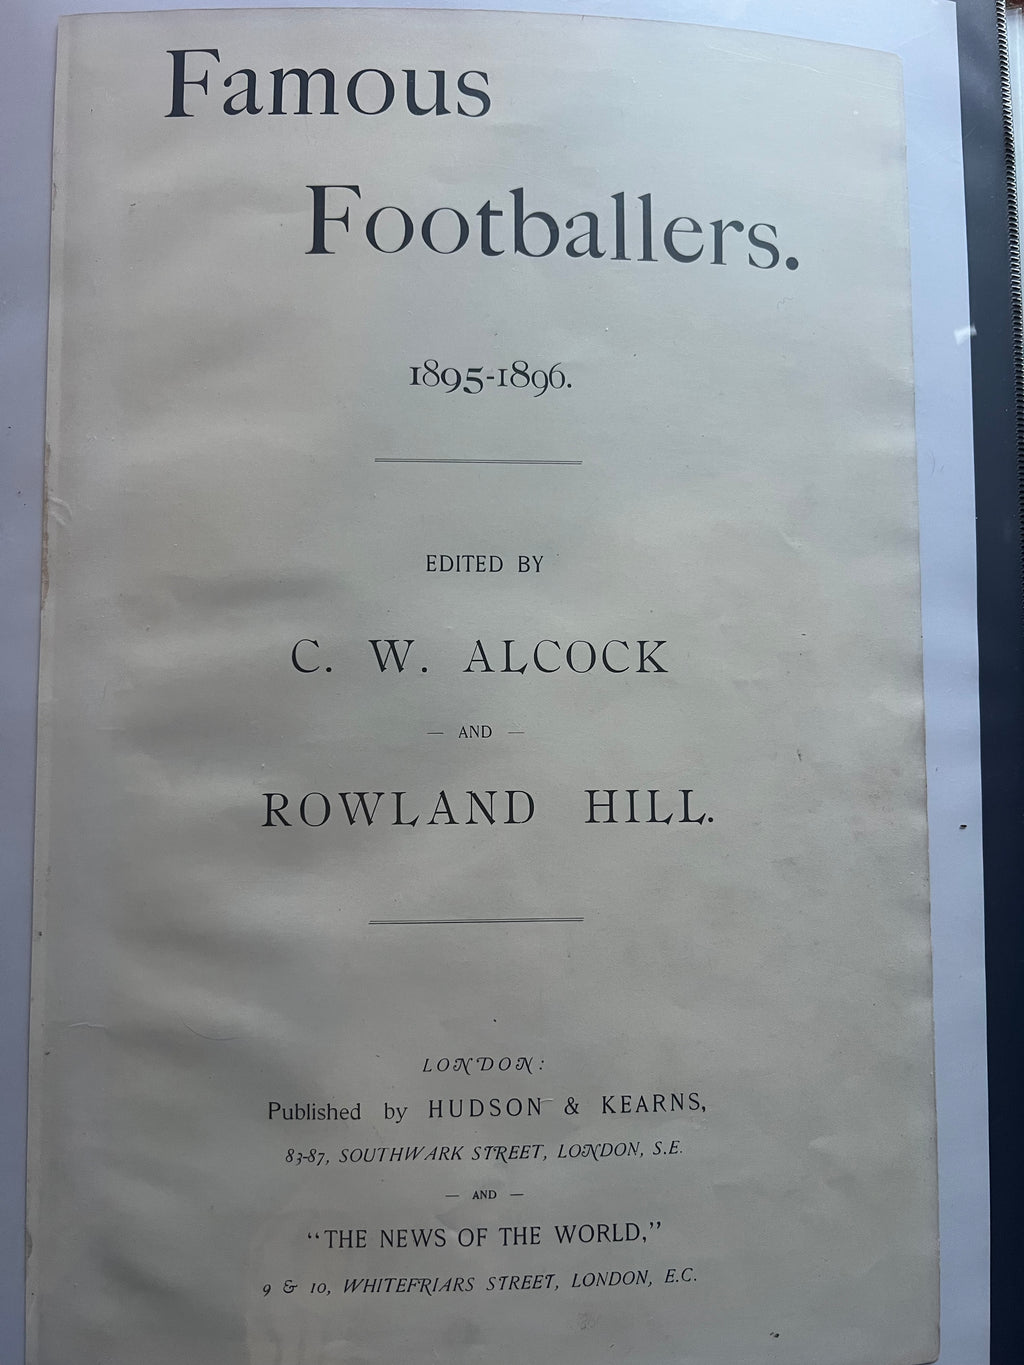 Famous
Footballers.
1895-1896.
EDITED BY
C. W. ALCOCK
— AND —
ROWLAND HILL.
LONDON:
Published by HUDSON & KEARNS,
83-87, SOUTHWARK STREET, LONDON, S.E.
— AND —
“THE NEWS OF THE WORLD,”
9 & 10, WHITEFRIARS STREET, LONDON, E.C.